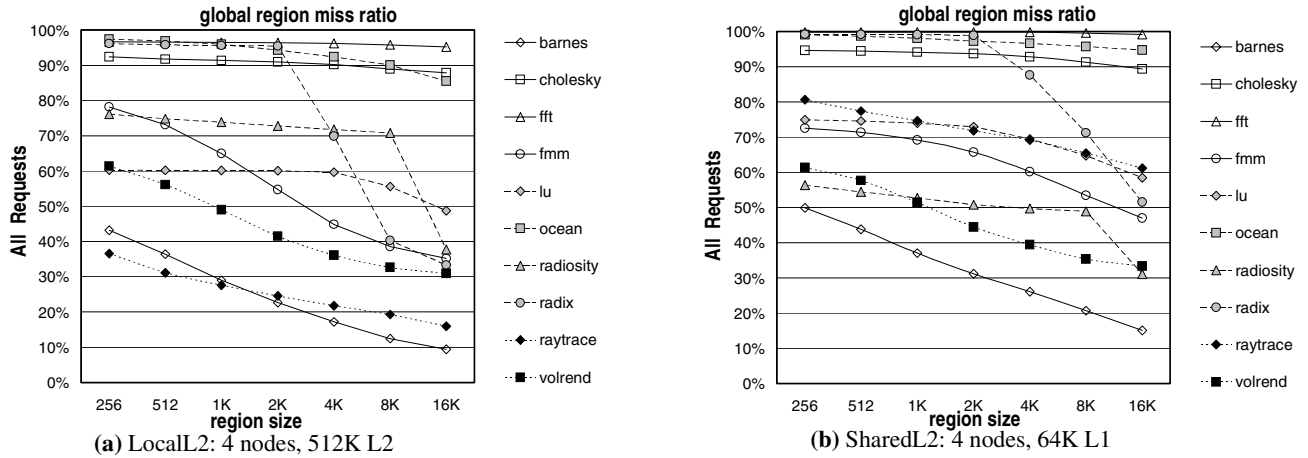 global region miss ratio
All Requests
100%
90%
80%
70%
60%
50%
40%
30%
20%
10%
0%
256 512 1K 2K 4K 8K 16K
region size
barnes
cholesky
fft
fmm
lu
ocean
radiosity
radix
raytrace
volrend
(a) LocalL2: 4 nodes, 512K L2
global region miss ratio
All Requests
100%
90%
80%
70%
60%
50%
40%
30%
20%
10%
0%
256 512 1K 2K 4K 8K 16K
region size
barnes
cholesky
fft
fmm
lu
ocean
radiosity
radix
raytrace
volrend
(b) SharedL2: 4 nodes, 64K L1